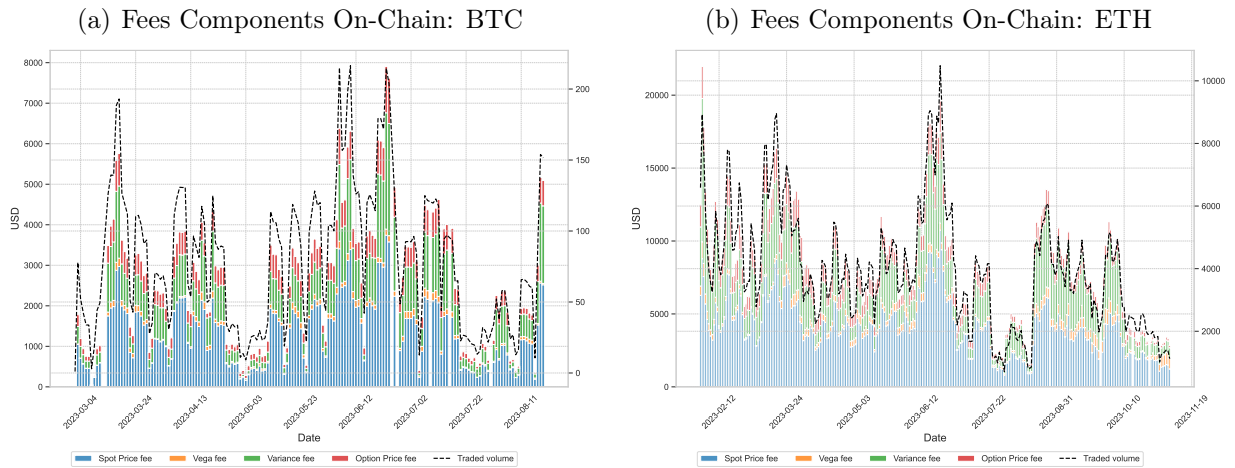 (a) Fees Components On-Chain: BTC
8000
7000
6000
5000
4000
3000
2000
1000
0
USD
200
150
100
50
0
2023-03-04
2023-03-24
2023-04-13
2023-05-03
2023-05-23
2023-06-12
2023-07-02
2023-07-22
2023-08-11
Date
Spot Price fee
Vega fee
Variance fee
Option Price fee
Traded volume
(b) Fees Components On-Chain: ETH
20000
15000
10000
5000
0
USD
10000
8000
6000
4000
2000
2023-02-12
2023-03-24
2023-05-03
2023-06-12
2023-07-22
2023-08-31
2023-10-10
2023-11-19
Date
Spot Price fee
Vega fee
Variance fee
Option Price fee
Traded volume